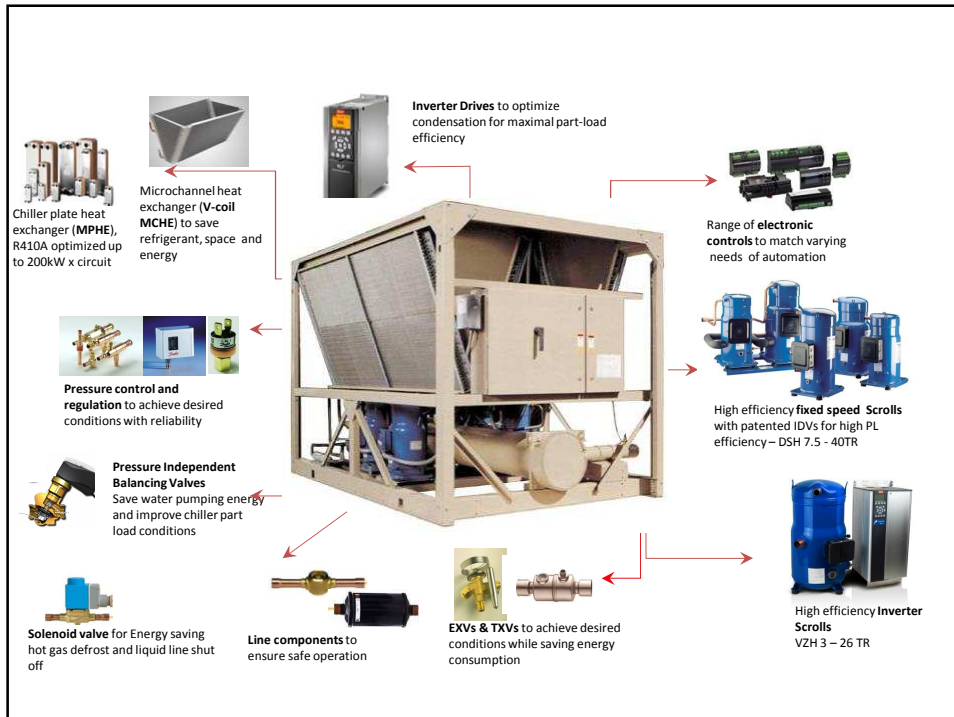 Inverter Drives to optimize
condensation for maximal part-load
efficiency
Microchannel heat
exchanger (V-coil
MCHE) to save
refrigerant, space and
energy
Chiller plate heat
exchanger (MPHE),
R410A optimized up
to 200kW x circuit
Range of electronic
controls to match varying
needs of automation
Pressure control and
regulation to achieve desired
conditions with reliability
High efficiency fixed speed Scrolls
with patented IDVs for high PL
efficiency – DSH 7.5 - 40TR
Pressure Independent
Balancing Valves
Save water pumping energy
and improve chiller part
load conditions
Solenoid valve for Energy saving
hot gas defrost and liquid line shut
off
Line components to
ensure safe operation
EXVs & TXVs to achieve desired
conditions while saving energy
consumption
High efficiency Inverter
Scrolls
VZH 3 – 26 TR